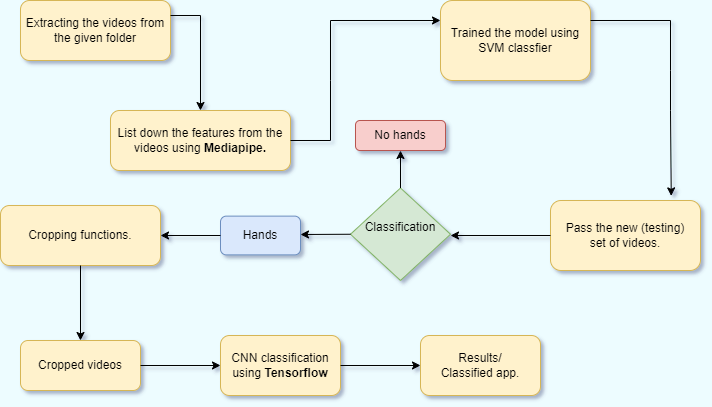 Extracting the videos from
the given folder
Trained the model using
SVM classfier
List down the features from the
videos using Mediapipe.
No hands
Classification
Pass the new (testing)
set of videos.
Hands
Cropping functions.
Cropped videos
CNN classification
using Tensorflow
Results/
Classified app.